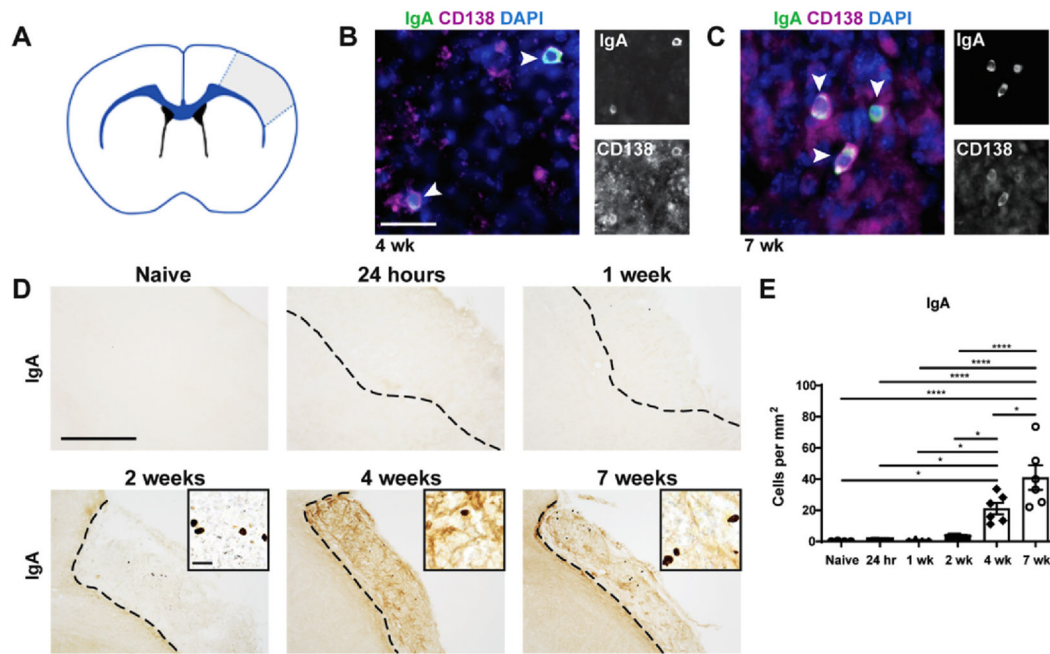 A
B
IgA CD138 DAPI
IgA
CD138
4 wk
C
IgA CD138 DAPI
IgA
CD138
7 wk
D
Naive
24 hours
1 week
IgA
2 weeks
4 weeks
7 weeks
IgA
E
IgA
****
****
****
****
*
*
*
*
*
Cells per mm²
100
80
60
40
20
0
Naive 24 hr 1 wk 2 wk 4 wk 7 wk